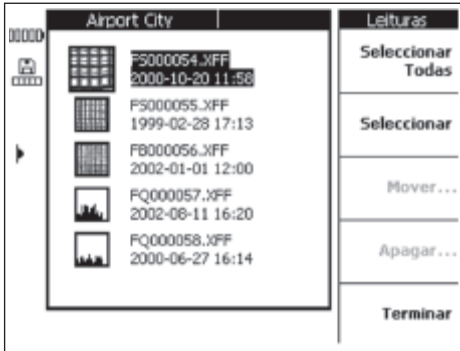 Airport City
Leituras
FS000054.XFF
2000-10-20 11:58
FS000055.XFF
1999-02-28 17:13
FB000056.XFF
2002-01-01 12:00
FQ000057.XFF
2002-08-11 16:20
FQ000058.XFF
2000-06-27 16:14
Seleccionar
Todas
Seleccionar
Mover...
Apagar...
Terminar